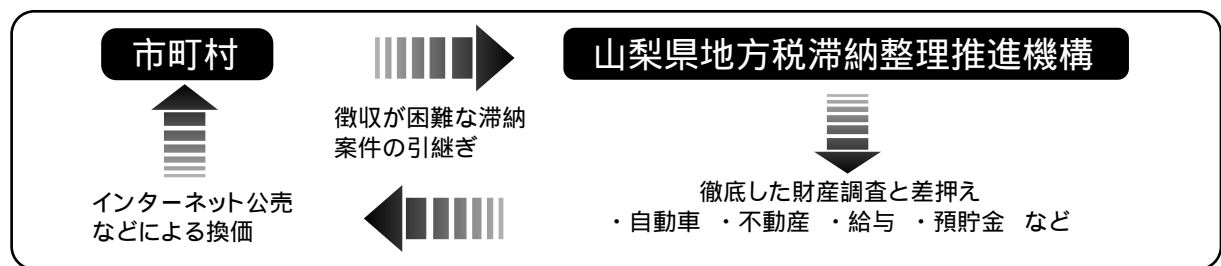 市町村
山梨県地方税滞納整理推進機構
徴収が困難な滞納
案件の引継ぎ
徹底した財産調査と差押え
・自動車 ・不動産 ・給与 ・預貯金 など
インターネット公売
などによる換価